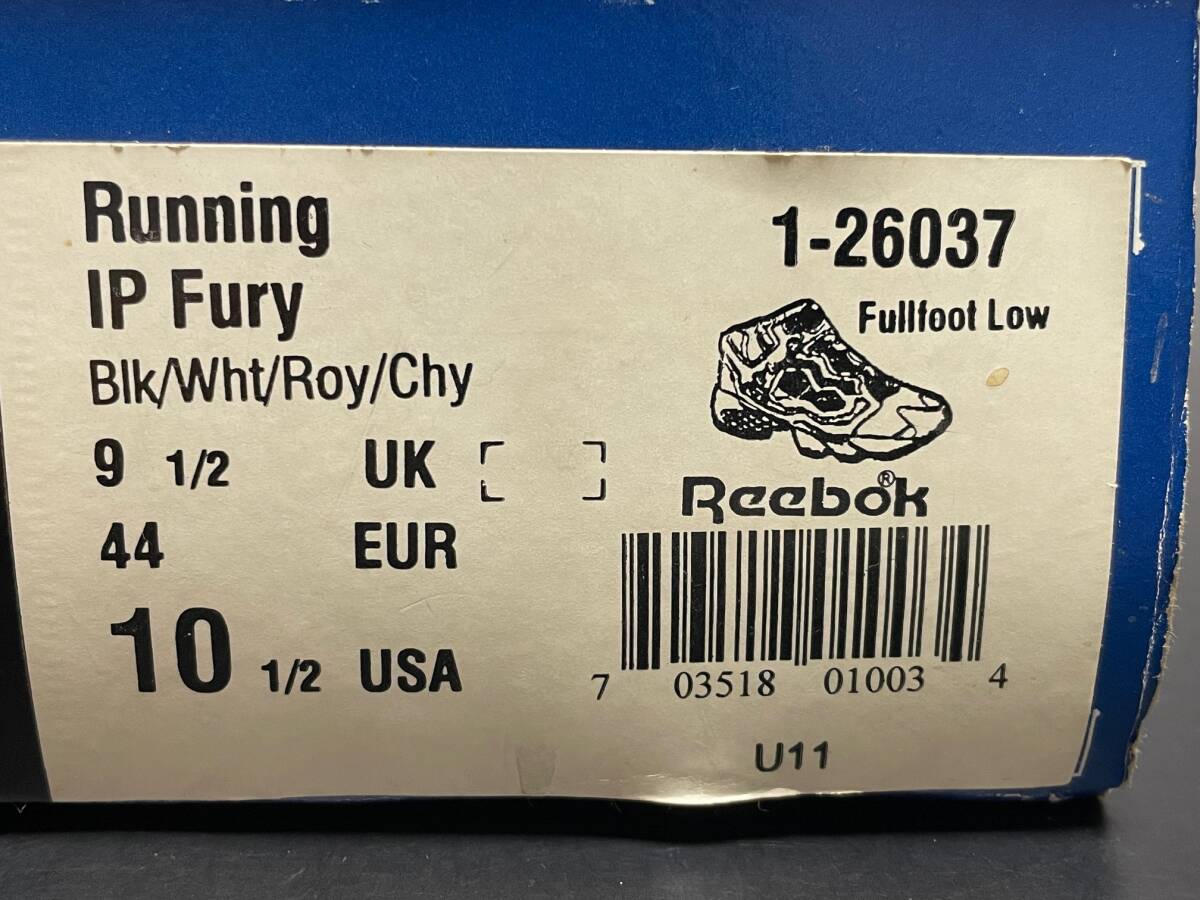 Running
IP Fury
Blk/Wht/Roy/Chy
9 1/2 UK
44 EUR
10 1/2 USA
1-26037
Fullfoot Low
Reebok®
7 03518 01003 4
U11